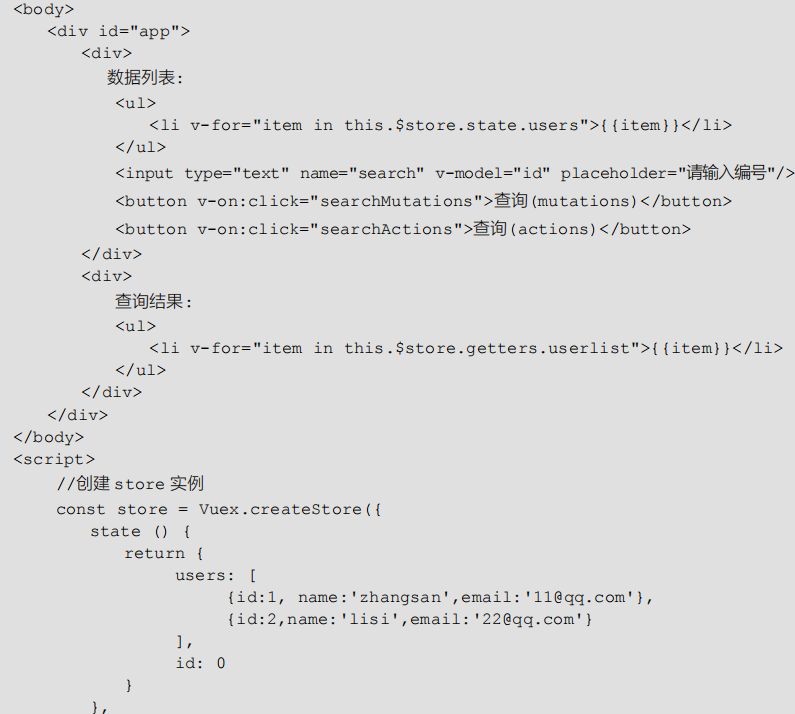 <body>
<div id="app">
<div>
数据列表:
<ul>
<li v-for="item in this.$store.state.users">{{item}}</li>
</ul>
<input type="text" name="search" v-model="id" placeholder="请输入编号"/>
<button v-on:click="searchMutations">查询(mutations)</button>
<button v-on:click="searchActions">查询(actions)</button>
</div>
<div>
查询结果:
<ul>
<li v-for="item in this.$store.getters.userlist">{{item}}</li>
</ul>
</div>
</div>
</body>
<script>
//创建 store 实例
const store = Vuex.createStore({
state () {
return {
users: [
{id:1, name:'zhangsan',email:'11@qq.com'},
{id:2,name:'lisi',email:'22@qq.com'}
],
id: 0
}
},